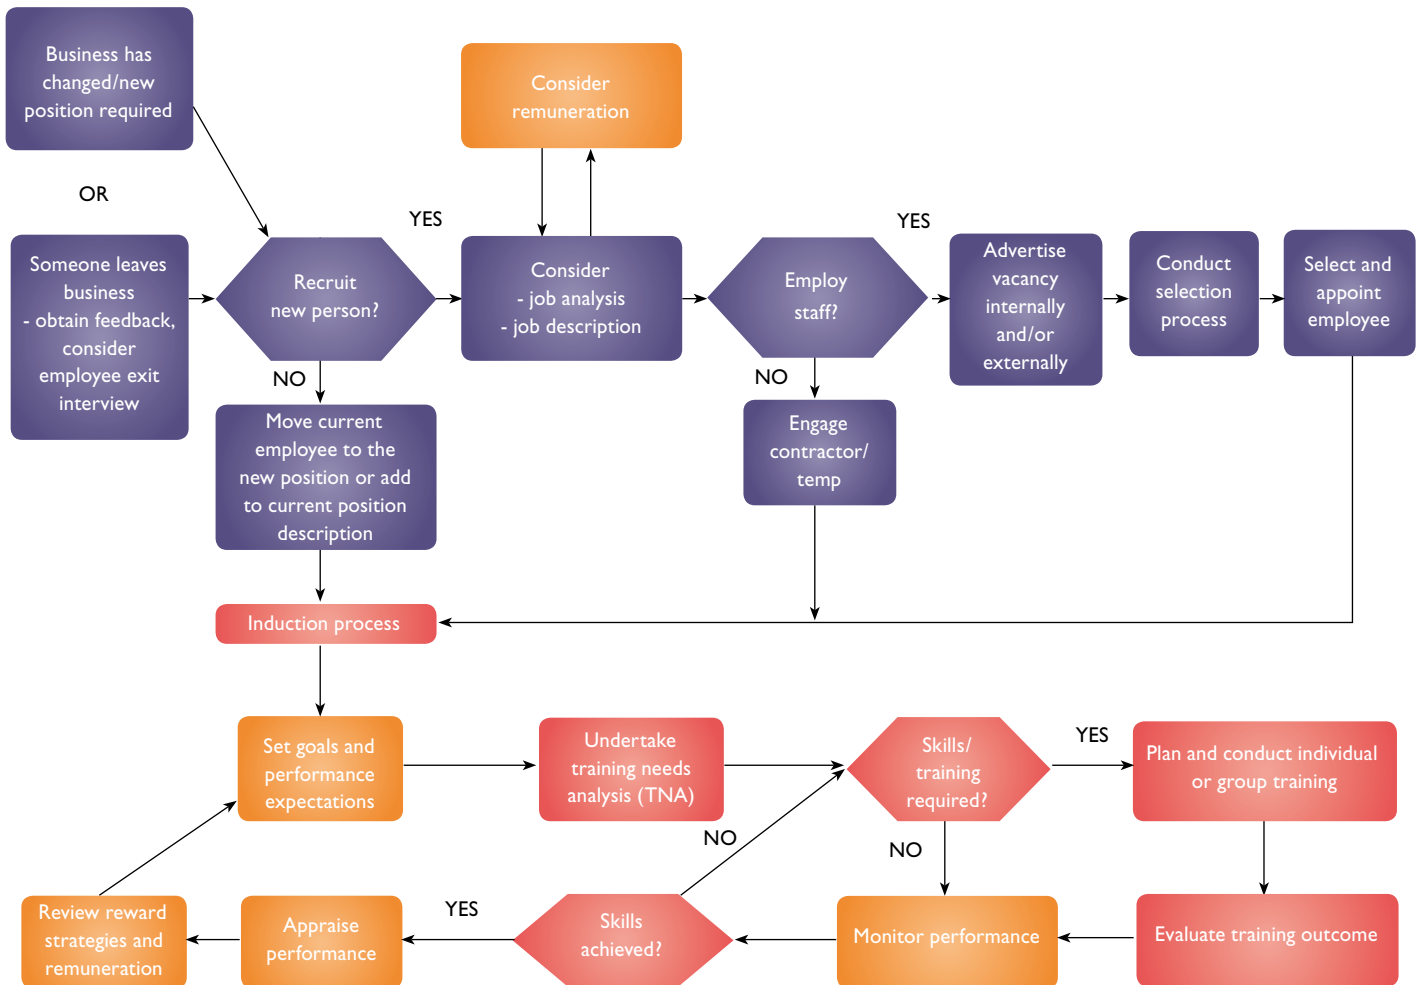 Business has
changed/new
position required
OR
Someone leaves
business
- obtain feedback,
consider
employee exit
interview
Recruit
new person?
YES
Consider
remuneration
Consider
- job analysis
- job description
Employ
staff?
YES
Advertise
vacancy
internally
and/or
externally
Conduct
selection
process
Select and
appoint
employee
NO
Move current
employee to the
new position or add
to current position
description
NO
Engage
contractor/
temp
Induction process
Set goals and
performance
expectations
Undertake
training needs
analysis (TNA)
Skills/
training
required?
YES
Plan and conduct individual
or group training
NO
NO
Evaluate training outcome
Monitor performance
Skills
achieved?
YES
Appraise
performance
Review reward
strategies and
remuneration